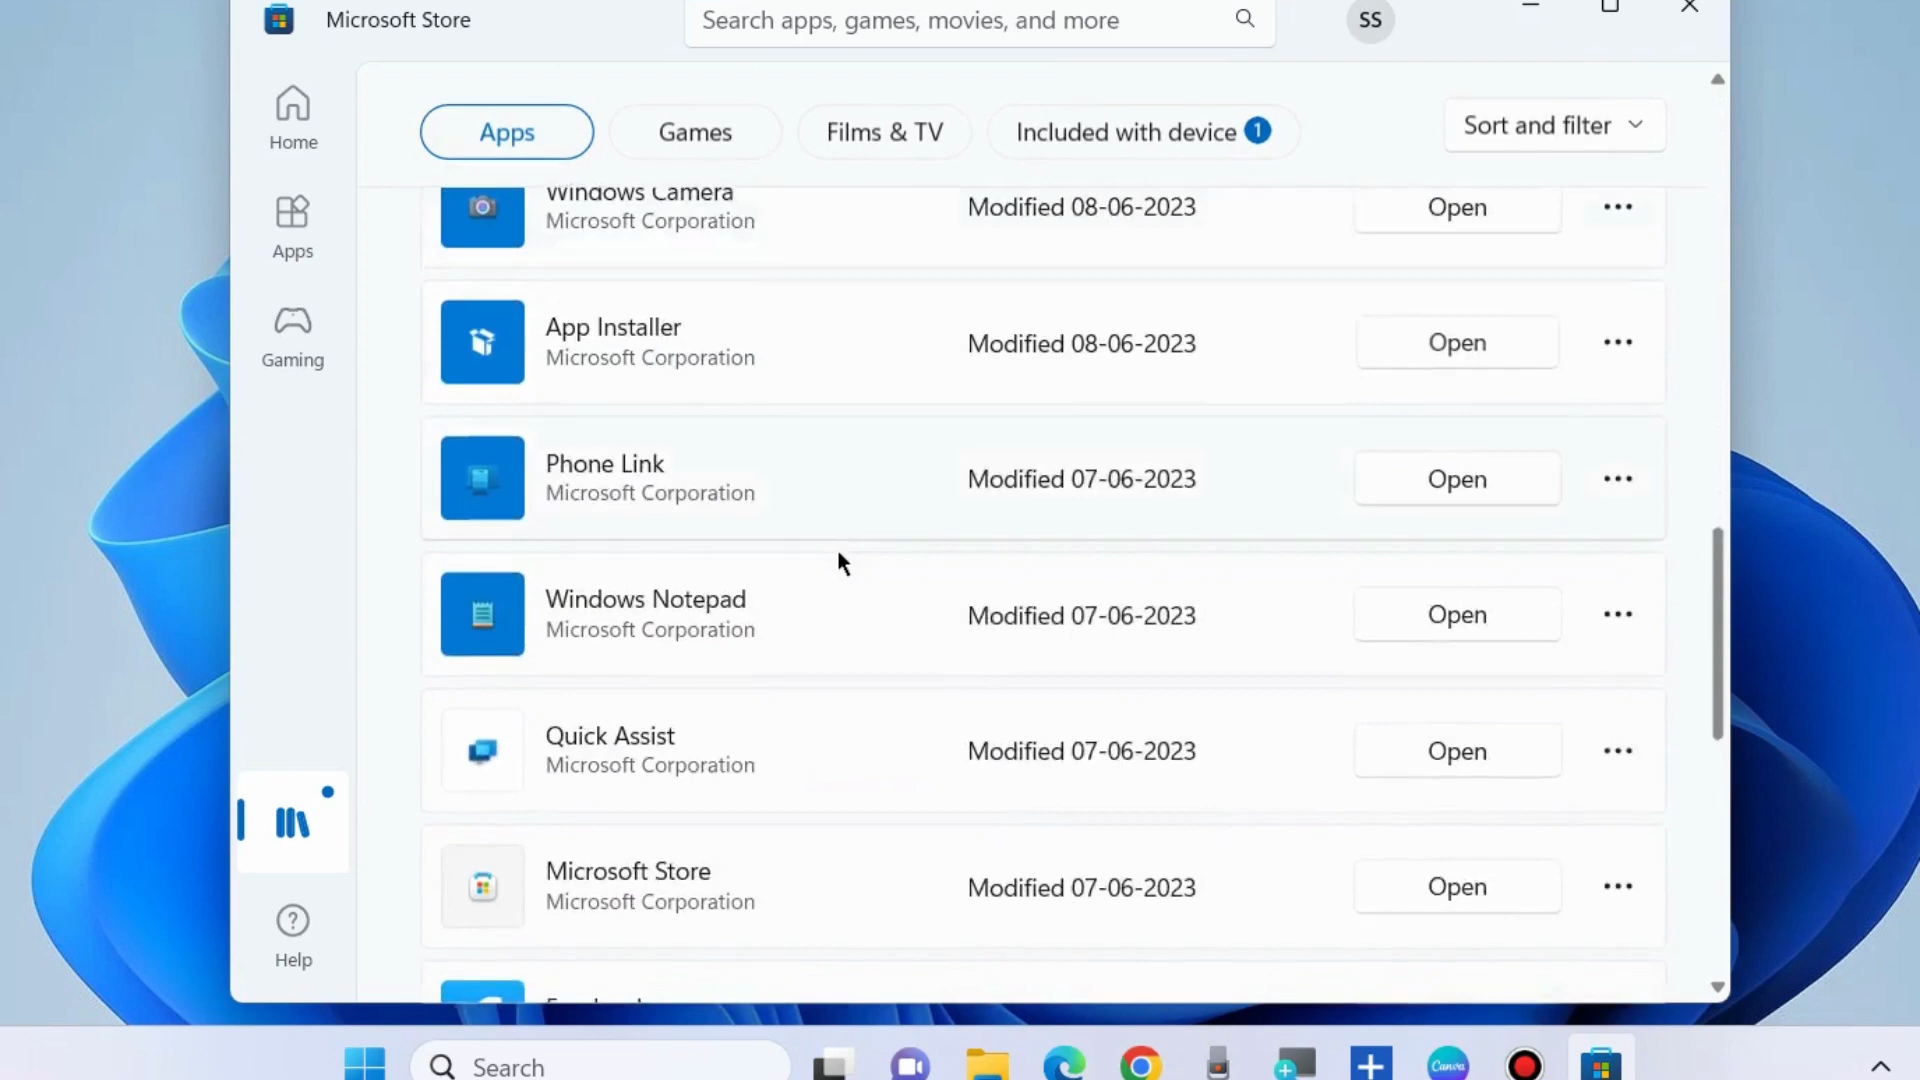 Microsoft Store
Search apps, games, movies, and more
SS
Home
Apps
Gaming
Help
Apps
Games
Films & TV
Included with device 1
Sort and filter
Windows Camera
Microsoft Corporation
Modified 08-06-2023
Open
App Installer
Microsoft Corporation
Modified 08-06-2023
Open
Phone Link
Microsoft Corporation
Modified 07-06-2023
Open
Windows Notepad
Microsoft Corporation
Modified 07-06-2023
Open
Quick Assist
Microsoft Corporation
Modified 07-06-2023
Open
Microsoft Store
Microsoft Corporation
Modified 07-06-2023
Open
Search
Canva